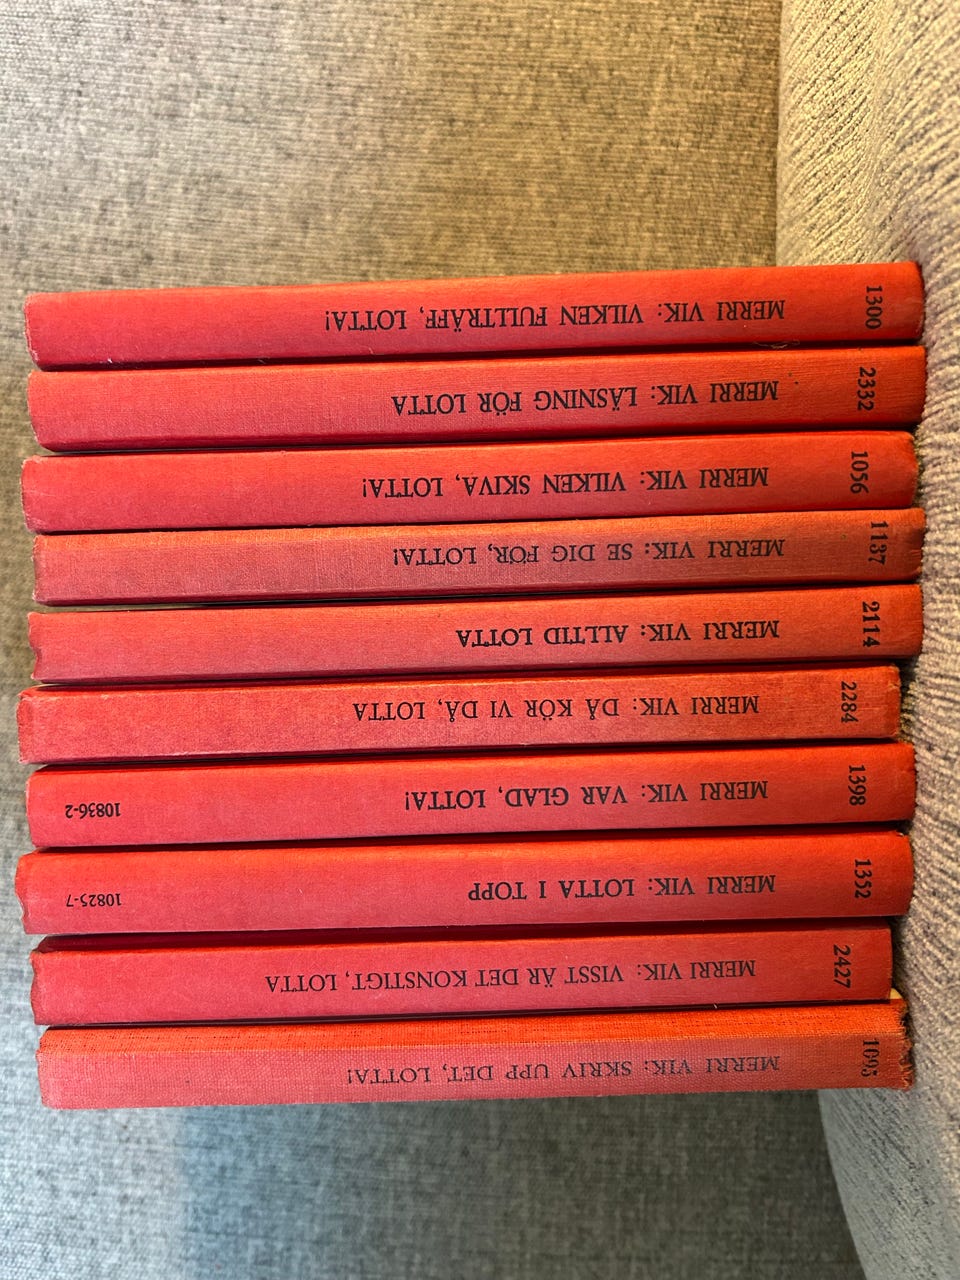 1300
MERRI VIK: VILKEN FULLTRÄFF, LOTTA!
2332
MERRI VIK: LÄSNING FÖR LOTTA
1056
MERRI VIK: VILKEN SKIVA, LOTTA!
1137
MERRI VIK: SE DIG FÖR, LOTTA!
2114
MERRI VIK: ALLTID LOTTA
2284
MERRI VIK: DÅ KÖR VI DÅ, LOTTA
1398
MERRI VIK: VAR GLAD, LOTTA!
10836-2
1352
MERRI VIK: LOTTA I TOPP
10825-7
2427
MERRI VIK: VISST ÄR DET KONSTIGT, LOTTA
MERRI VIK: SKRIV UPP DET, LOTTA!